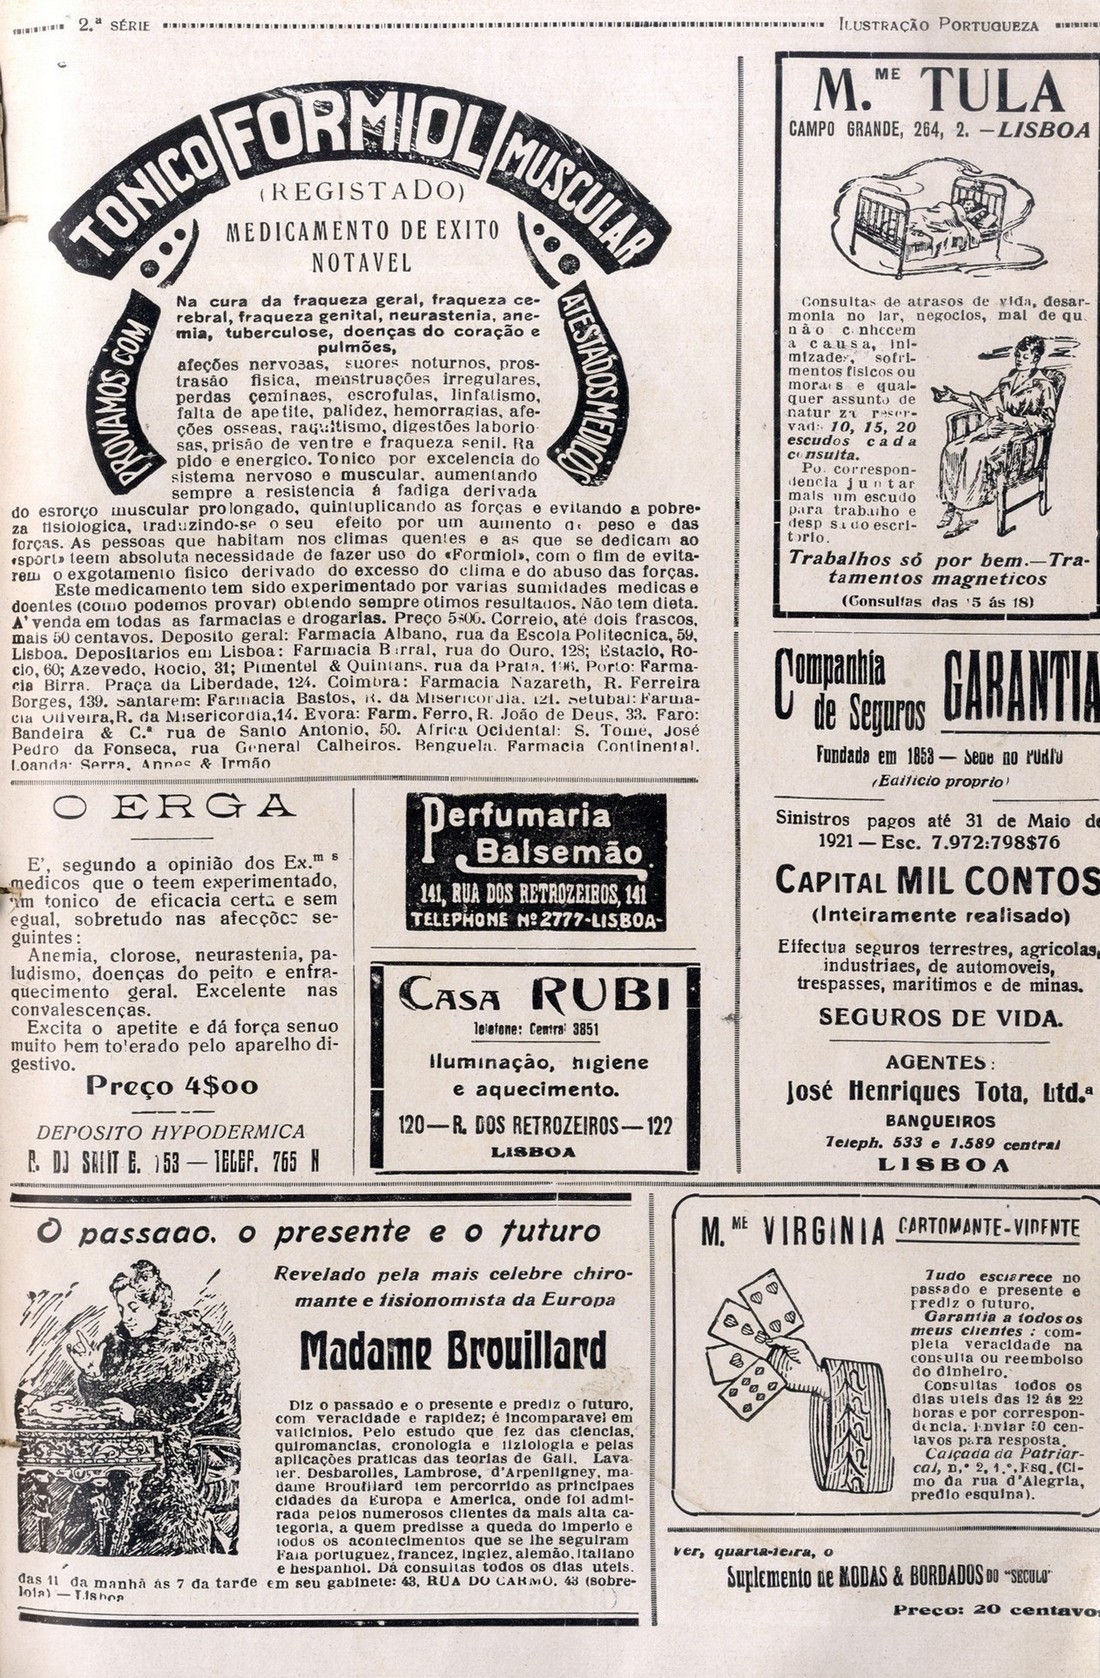 2.ª SÉRIE
ILUSTRAÇÃO PORTUGUEZA
TONICO FORMIOL MUSCULAR
(REGISTADO)
MEDICAMENTO DE EXITO
NOTAVEL
PROVAMOS COM
ATESTADOS MEDICOS
Na cura da fraqueza geral, fraqueza ce-
rebral, fraqueza genital, neurastenia, ane-
mia, tuberculose, doenças do coração e
pulmões,
afeções nervosas, suores noturnos, pros-
trasão fisica, menstruações irregulares,
perdas çeminaes, escrofulas, linfatismo,
falta de apetite, palidez, hemorragias, afe-
ções osseas, raquitismo, digestões laborio-
sas, prisão de ventre e fraqueza senil. Ra
pido e energico. Tonico por excelencia do
sistema nervoso e muscular, aumentando
sempre a resistencia á fadiga derivada
do esforço muscular prolongado, quintuplicando as forças e evitando a pobre-
za fisiologica, traduzindo-se o seu efeito por um aumento de peso e das
forças. As pessoas que habitam nos climas quentes e as que se dedicam ao
«sport» teem absoluta necessidade de fazer uso do «Formiol», com o fim de evita-
rem o exgotamento fisico derivado do excesso do clima e do abuso das forças.
Este medicamento tem sido experimentado por varias sumidades medicas e
doentes (como podemos provar) obtendo sempre otimos resultados. Não tem dieta.
A' venda em todas as farmacias e drogarias. Preço 5$06. Correio, até dois frascos,
mais 50 centavos. Deposito geral: Farmacia Albano, rua da Escola Politecnica, 59,
Lisboa. Depositarios em Lisboa: Farmacia Barral, rua do Ouro, 128; Estacio, Ro-
cio, 60; Azevedo, Rocio, 31; Pimentel & Quintans, rua da Prata, Porto: Farma-
cia Birra. Praça da Liberdade, 124. Coimbra: Farmacia Nazareth, R. Ferreira
Borges, 139. Santarem: Farmacia Bastos, R. da Misericordia, 121. Setubal: Farma-
cia Oliveira, R. da Misericordia, 14. Evora: Farm. Ferro, R. João de Deus, 33. Faro:
Bandeira & C.ª rua de Santo Antonio, 50. Africa Ocidental: S. Tomé, José
Pedro da Fonseca, rua General Calheiros. Benguela. Farmacia Continental.
Loanda: Serra, & Irmão
M.ME TULA
CAMPO GRANDE, 264, 2. — LISBOA
Consultas de atrasos de vida, desar-
monia no lar, negocios, mal de qu
não conhecem
a causa, ini-
mizades, sofri-
mentos fisicos ou
moraes e qual-
quer assunto de
natureza reser-
vada 10, 15, 20
escudos cada
consulta.
Por correspon-
dencia juntar
mais um escudo
para trabalho e
desp s do escri-
torio.
Trabalhos só por bem.—Tra-
tamentos magneticos
(Consultas das 15 ás 18)
Companhia
de Seguros GARANTIA
Fundada em 1853 — Sede no PORTO
(Edificio proprio)
Sinistros pagos até 31 de Maio de
1921 — Esc. 7.972:798$76
CAPITAL MIL CONTOS
(Inteiramente realisado)
Effectua seguros terrestres, agricolas,
industriaes, de automoveis,
trespasses, maritimos e de minas.
SEGUROS DE VIDA.
AGENTES:
José Henriques Tota, Ltd.ª
BANQUEIROS
Teleph. 533 e 1.589 central
LISBOA
O ERGA
E', segundo a opinião dos Ex.ms
medicos que o teem experimentado,
um tonico de eficacia certa e sem
egual, sobretudo nas afecções se-
guintes:
Anemia, clorose, neurastenia, pa-
ludismo, doenças do peito e enfra-
quecimento geral. Excelente nas
convalescenças.
Excita o apetite e dá força sendo
muito bem tolerado pelo aparelho di-
gestivo.
Preço 4$00
DEPOSITO HYPODERMICA
153 — TELEF. 765 N
Perfumaria
Balsemão
141, RUA DOS RETROZEIROS, 141
TELEPHONE Nº 2777-LISBOA-
CASA RUBI
Telefone: Central 3851
Iluminação, higiene
e aquecimento.
120—R. DOS RETROZEIROS—122
LISBOA
O passado, o presente e o futuro
Revelado pela mais celebre chiro-
mante e fisionomista da Europa
Madame Brouillard
Diz o passado e o presente e prediz o futuro,
com veracidade e rapidez; é incomparavel em
vaticinios. Pelo estudo que fez das ciencias,
quiromancias, cronologia e fiziologia e pelas
aplicações praticas das teorias de Gall, Lava-
ter, Desbarolles, Lambrose, d'Arpenligney, ma-
dame Brouillard tem percorrido as principaes
cidades da Europa e America, onde foi admi-
rada pelos numerosos clientes da mais alta ca-
tegoria, a quem predisse a queda do imperio e
todos os acontecimentos que se lhe seguiram
Fala portuguez, francez, inglez, alemão, italiano
e hespanhol. Dá consultas todos os dias uteis.
das 11 da manhã ás 7 da tarde em seu gabinete: 43, RUA DO CARMO, 43 (sobre-
loja) — Lisboa
M.ME VIRGINIA CARTOMANTE-VIDENTE
Tudo esclarece no
passado e presente e
prediz o futuro.
Garantia a todos os
meus clientes: com-
pleta veracidade na
consulta ou reembolso
do dinheiro.
Consultas todos os
dias uteis das 12 ás 22
horas e por correspon-
dencia. Enviar 50 cen-
tavos para resposta.
Calçada da Patriar-
cal, n.º 2, 1.º, Esq. (Ci-
mo da rua d'Alegria,
predio esquina).
Ver, quarta-feira, o
Suplemento de MODAS & BORDADOS DO "SECULO"
Preço: 20 centavos